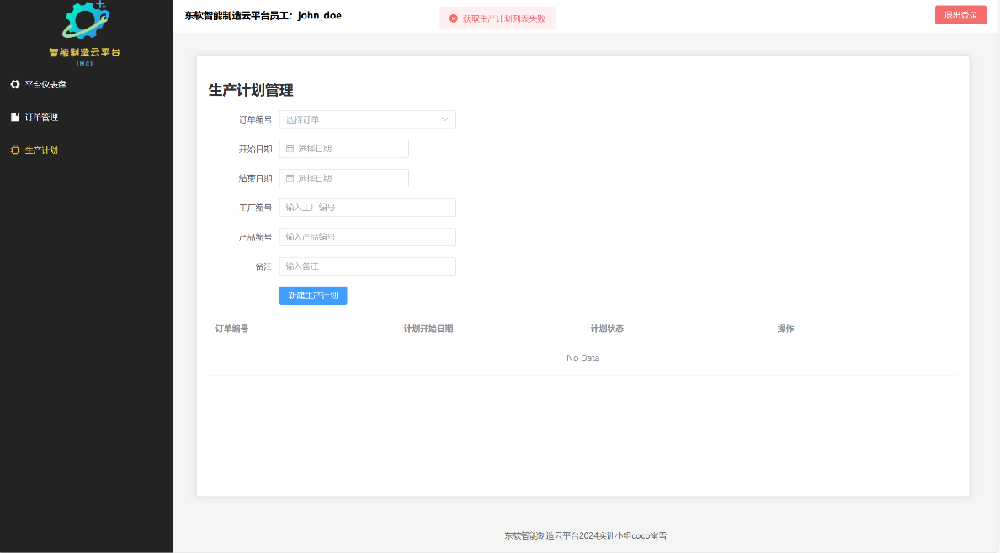 智能制造云平台
IMCP
平台仪表盘
订单管理
生产计划
东软智能制造云平台员工：john_doe
获取生产计划列表失败
退出登录
生产计划管理
订单编号 选择订单
开始日期 选择日期
结束日期 选择日期
工厂编号 输入工厂编号
产品编号 输入产品编号
备注 输入备注
新建生产计划
订单编号 计划开始日期 计划状态 操作
No Data
东软智能制造云平台2024实训小组coco蜜雪